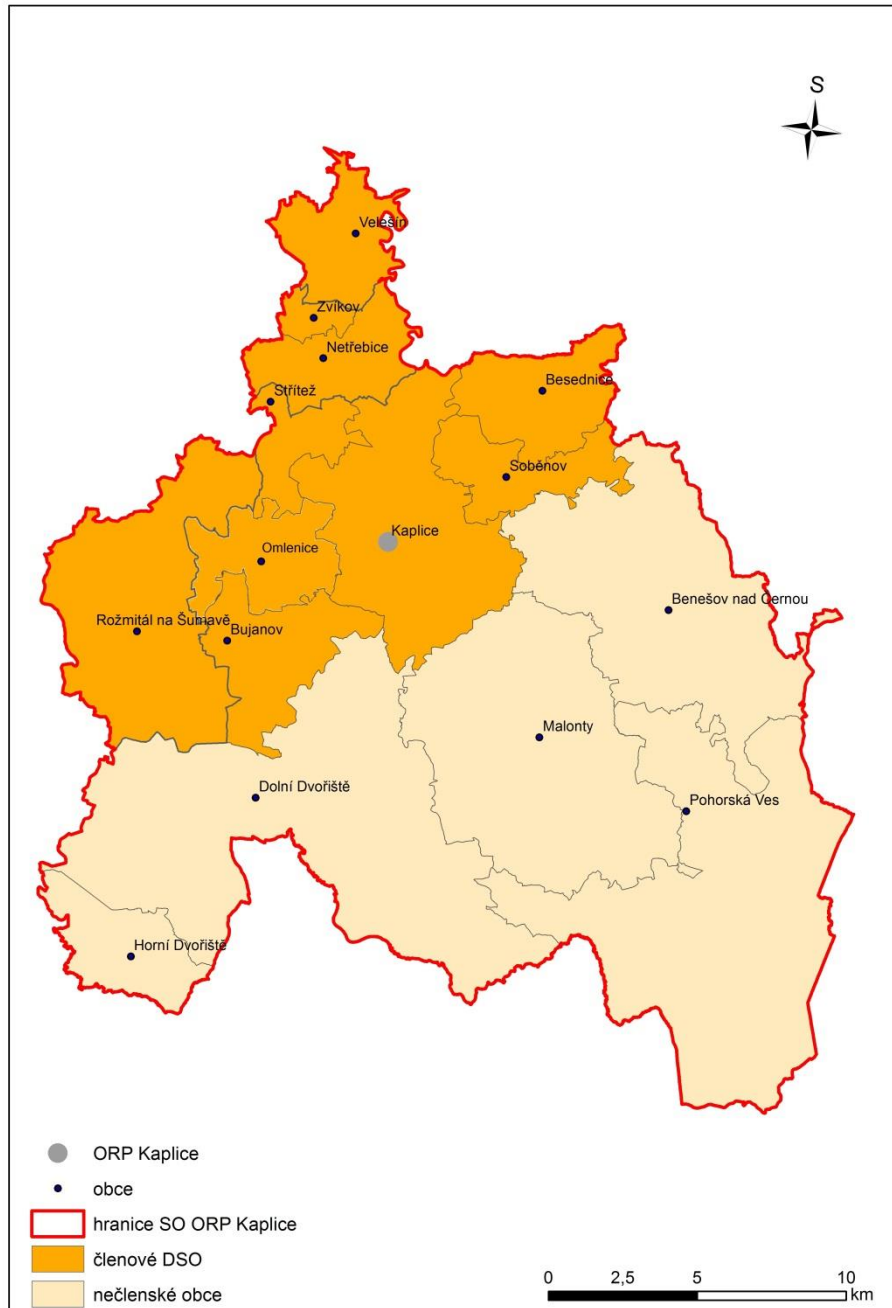 S
Velešín
Zvíkov
Netřebice
Střítež
Besednice
Soběnov
Kaplice
Omlenice
Benešov nad Černou
Rožmitál na Šumavě
Bujanov
Malonty
Dolní Dvořiště
Pohorská Ves
Horní Dvořiště
ORP Kaplice
obce
hranice SO ORP Kaplice
členové DSO
nečlenské obce
0 2,5 5 10
km